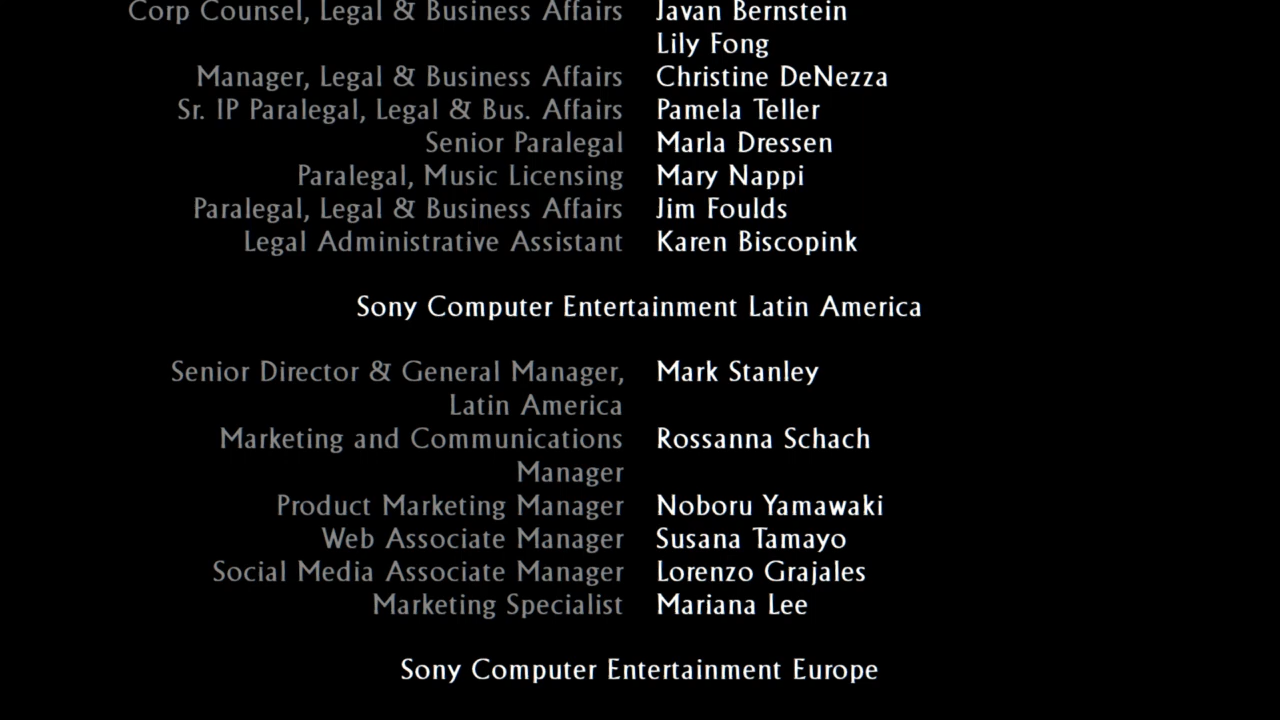 Corp Counsel, Legal & Business Affairs Javan Bernstein
Lily Fong
Manager, Legal & Business Affairs Christine DeNezza
Sr. IP Paralegal, Legal & Bus. Affairs Pamela Teller
Senior Paralegal Marla Dressen
Paralegal, Music Licensing Mary Nappi
Paralegal, Legal & Business Affairs Jim Foulds
Legal Administrative Assistant Karen Biscopink
Sony Computer Entertainment Latin America
Senior Director & General Manager, Mark Stanley
Latin America
Marketing and Communications Rossanna Schach
Manager
Product Marketing Manager Noboru Yamawaki
Web Associate Manager Susana Tamayo
Social Media Associate Manager Lorenzo Grajales
Marketing Specialist Mariana Lee
Sony Computer Entertainment Europe